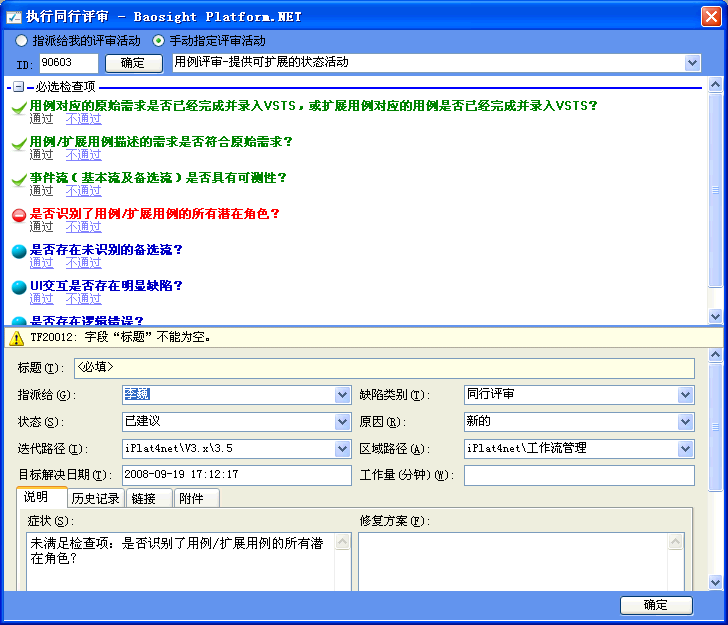 执行同行评审 - Baosight Platform.NET
指派给我的评审活动 手动指定评审活动
ID: 90603 确定 用例评审-提供可扩展的状态活动
必选检查项
用例对应的原始需求是否已经完成并录入VSTS，或扩展用例对应的用例是否已经完成并录入VSTS？
通过 不通过
用例/扩展用例描述的需求是否符合原始需求？
通过 不通过
事件流（基本流及备选流）是否具有可测性？
通过 不通过
是否识别了用例/扩展用例的所有潜在角色？
通过 不通过
是否存在未识别的备选流？
通过 不通过
UI交互是否存在明显缺陷？
通过 不通过
是否存在逻辑错误？
TF20012: 字段“标题”不能为空。
标题(T): <必填>
指派给(G): 李巍 缺陷类别(T): 同行评审
状态(S): 已建议 原因(R): 新的
迭代路径(I): iPlat4net\V3.x\3.5 区域路径(A): iPlat4net\工作流管理
目标解决日期(T): 2008-09-19 17:12:17 工作量(分钟)(W):
说明 历史记录 链接 附件
症状(S): 修复方案(F):
未满足检查项: 是否识别了用例/扩展用例的所有潜
在角色?
确定